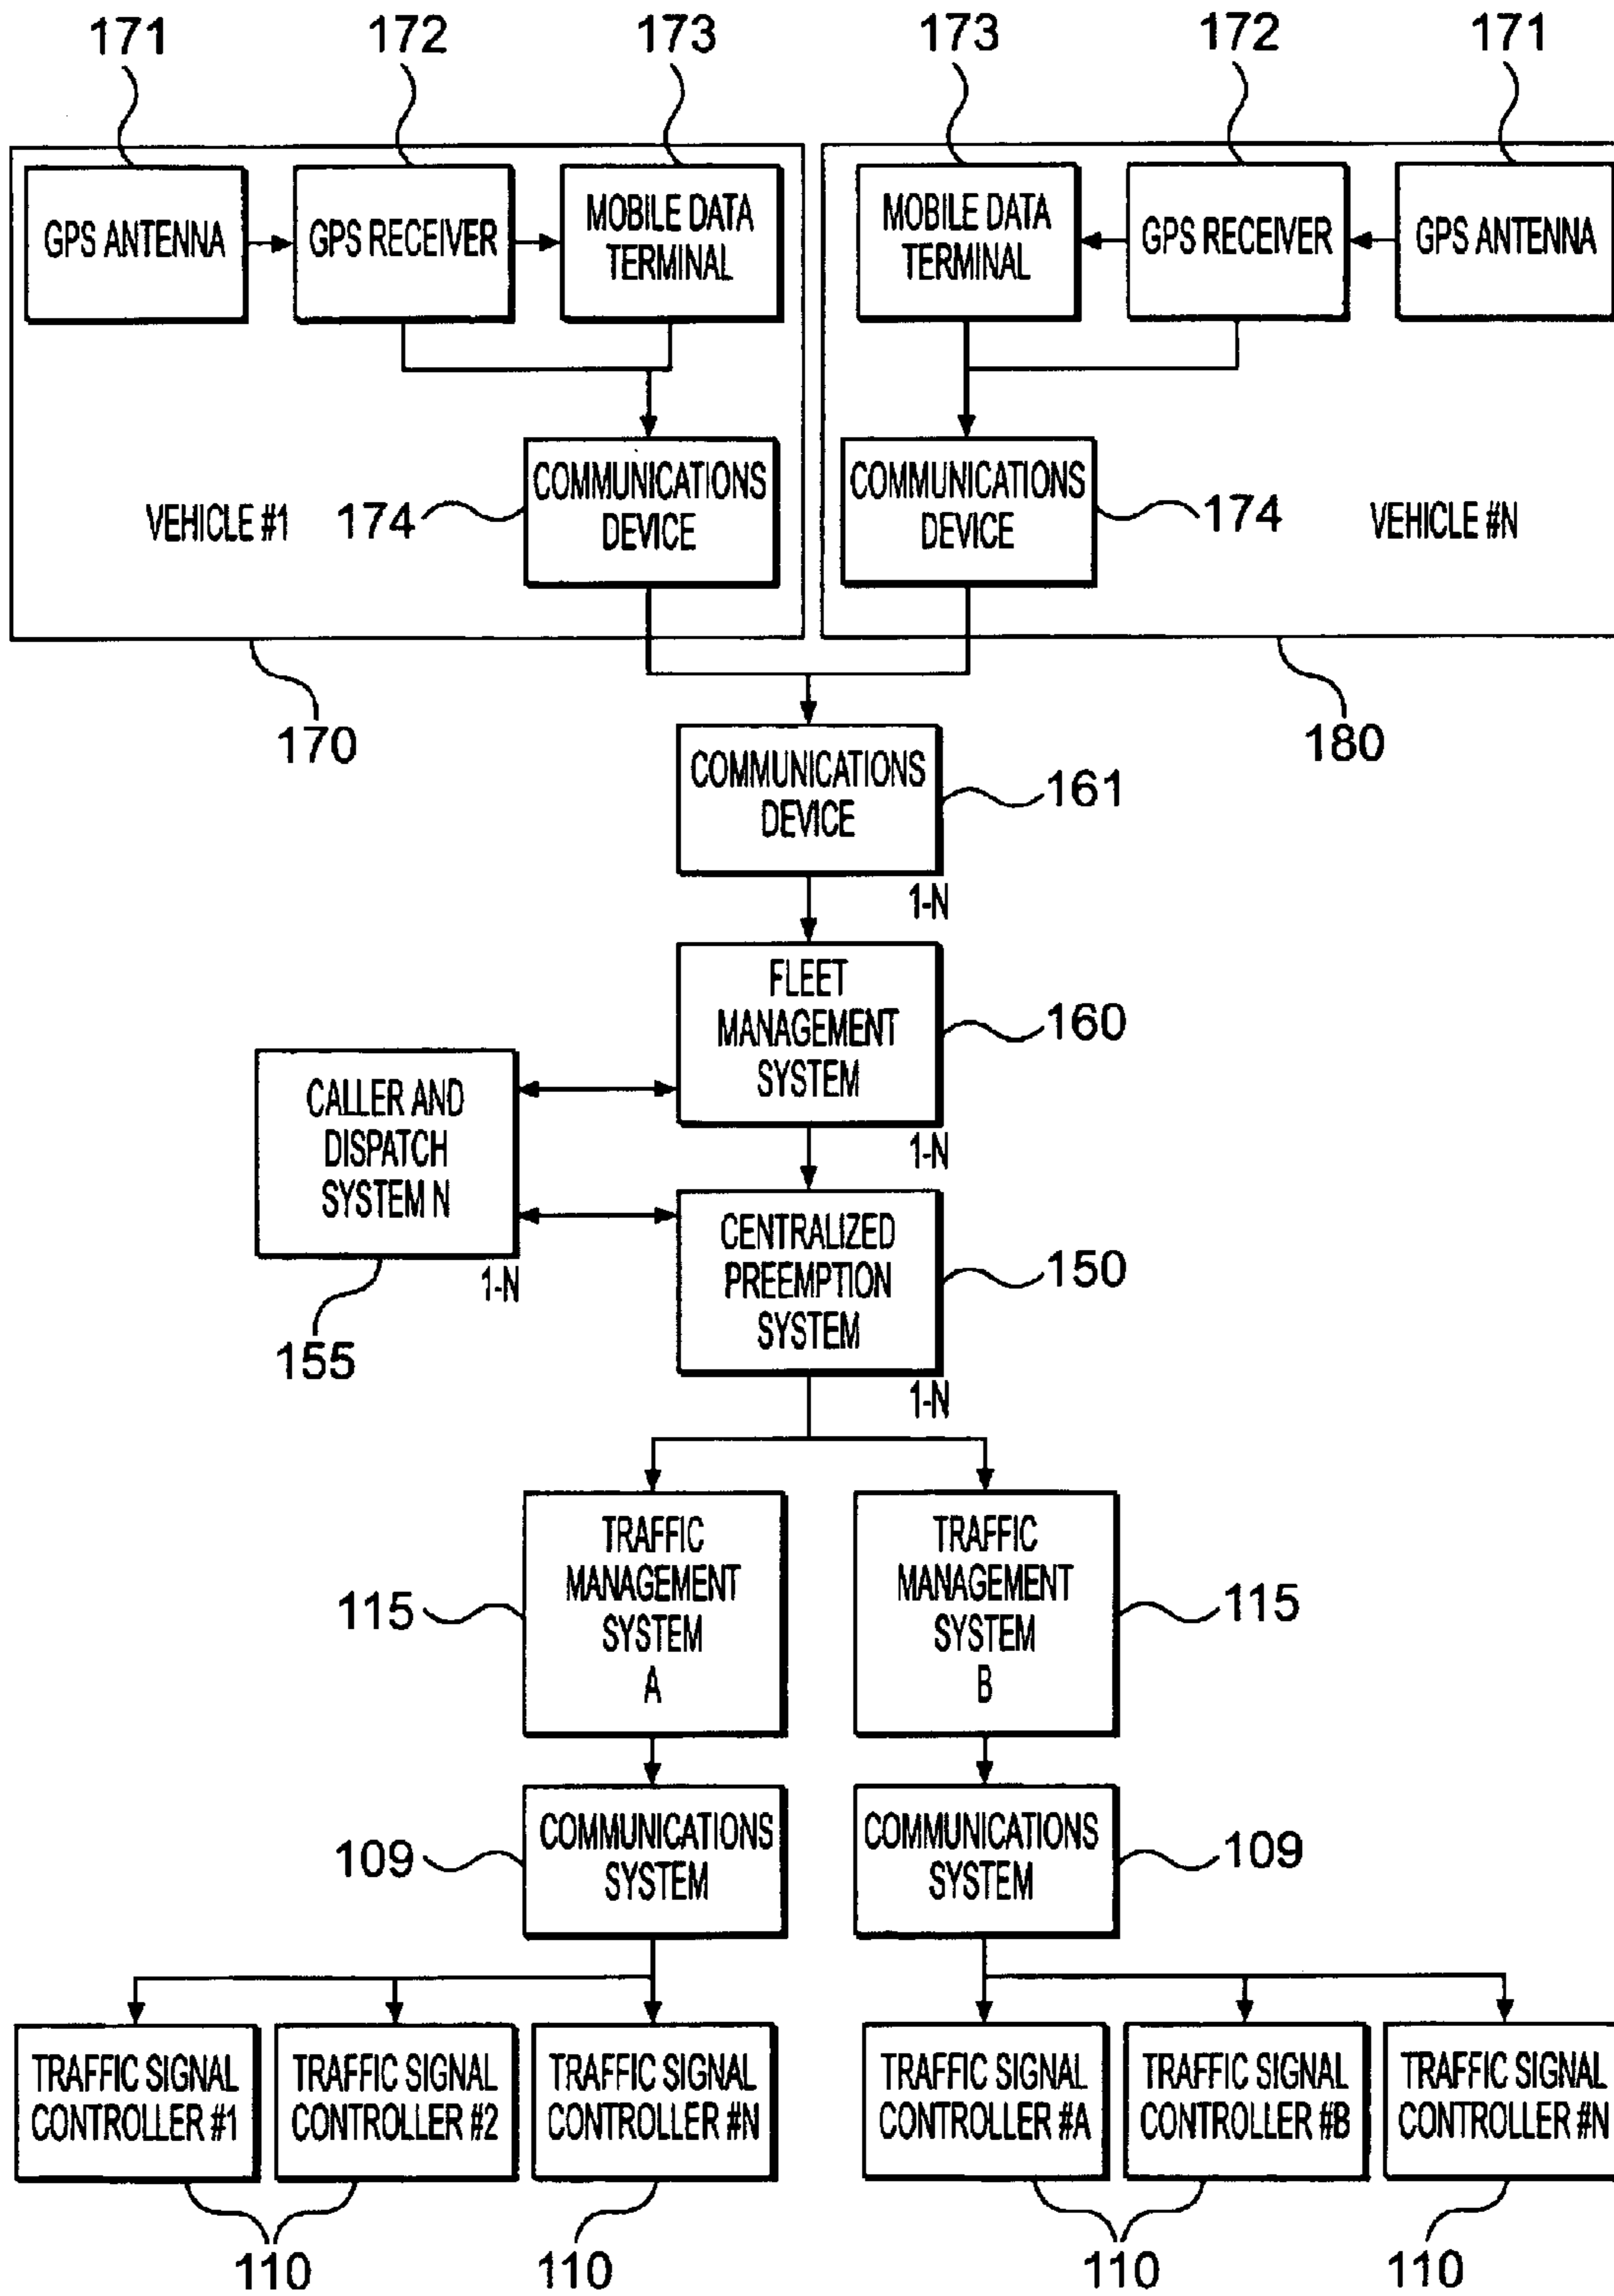 171
172
173
173
172
171
GPS ANTENNA
GPS RECEIVER
MOBILE DATA
TERMINAL
MOBILE DATA
TERMINAL
GPS RECEIVER
GPS ANTENNA
VEHICLE #1
174
COMMUNICATIONS
DEVICE
COMMUNICATIONS
DEVICE
174
VEHICLE #N
170
180
COMMUNICATIONS
DEVICE
161
1-N
FLEET
MANAGEMENT
SYSTEM
160
1-N
CALLER AND
DISPATCH
SYSTEM N
1-N
155
CENTRALIZED
PREEMPTION
SYSTEM
150
1-N
115
TRAFFIC
MANAGEMENT
SYSTEM
A
TRAFFIC
MANAGEMENT
SYSTEM
B
115
109
COMMUNICATIONS
SYSTEM
COMMUNICATIONS
SYSTEM
109
TRAFFIC SIGNAL
CONTROLLER #1
TRAFFIC SIGNAL
CONTROLLER #2
TRAFFIC SIGNAL
CONTROLLER #N
TRAFFIC SIGNAL
CONTROLLER #A
TRAFFIC SIGNAL
CONTROLLER #B
TRAFFIC SIGNAL
CONTROLLER #N
110
110
110
110